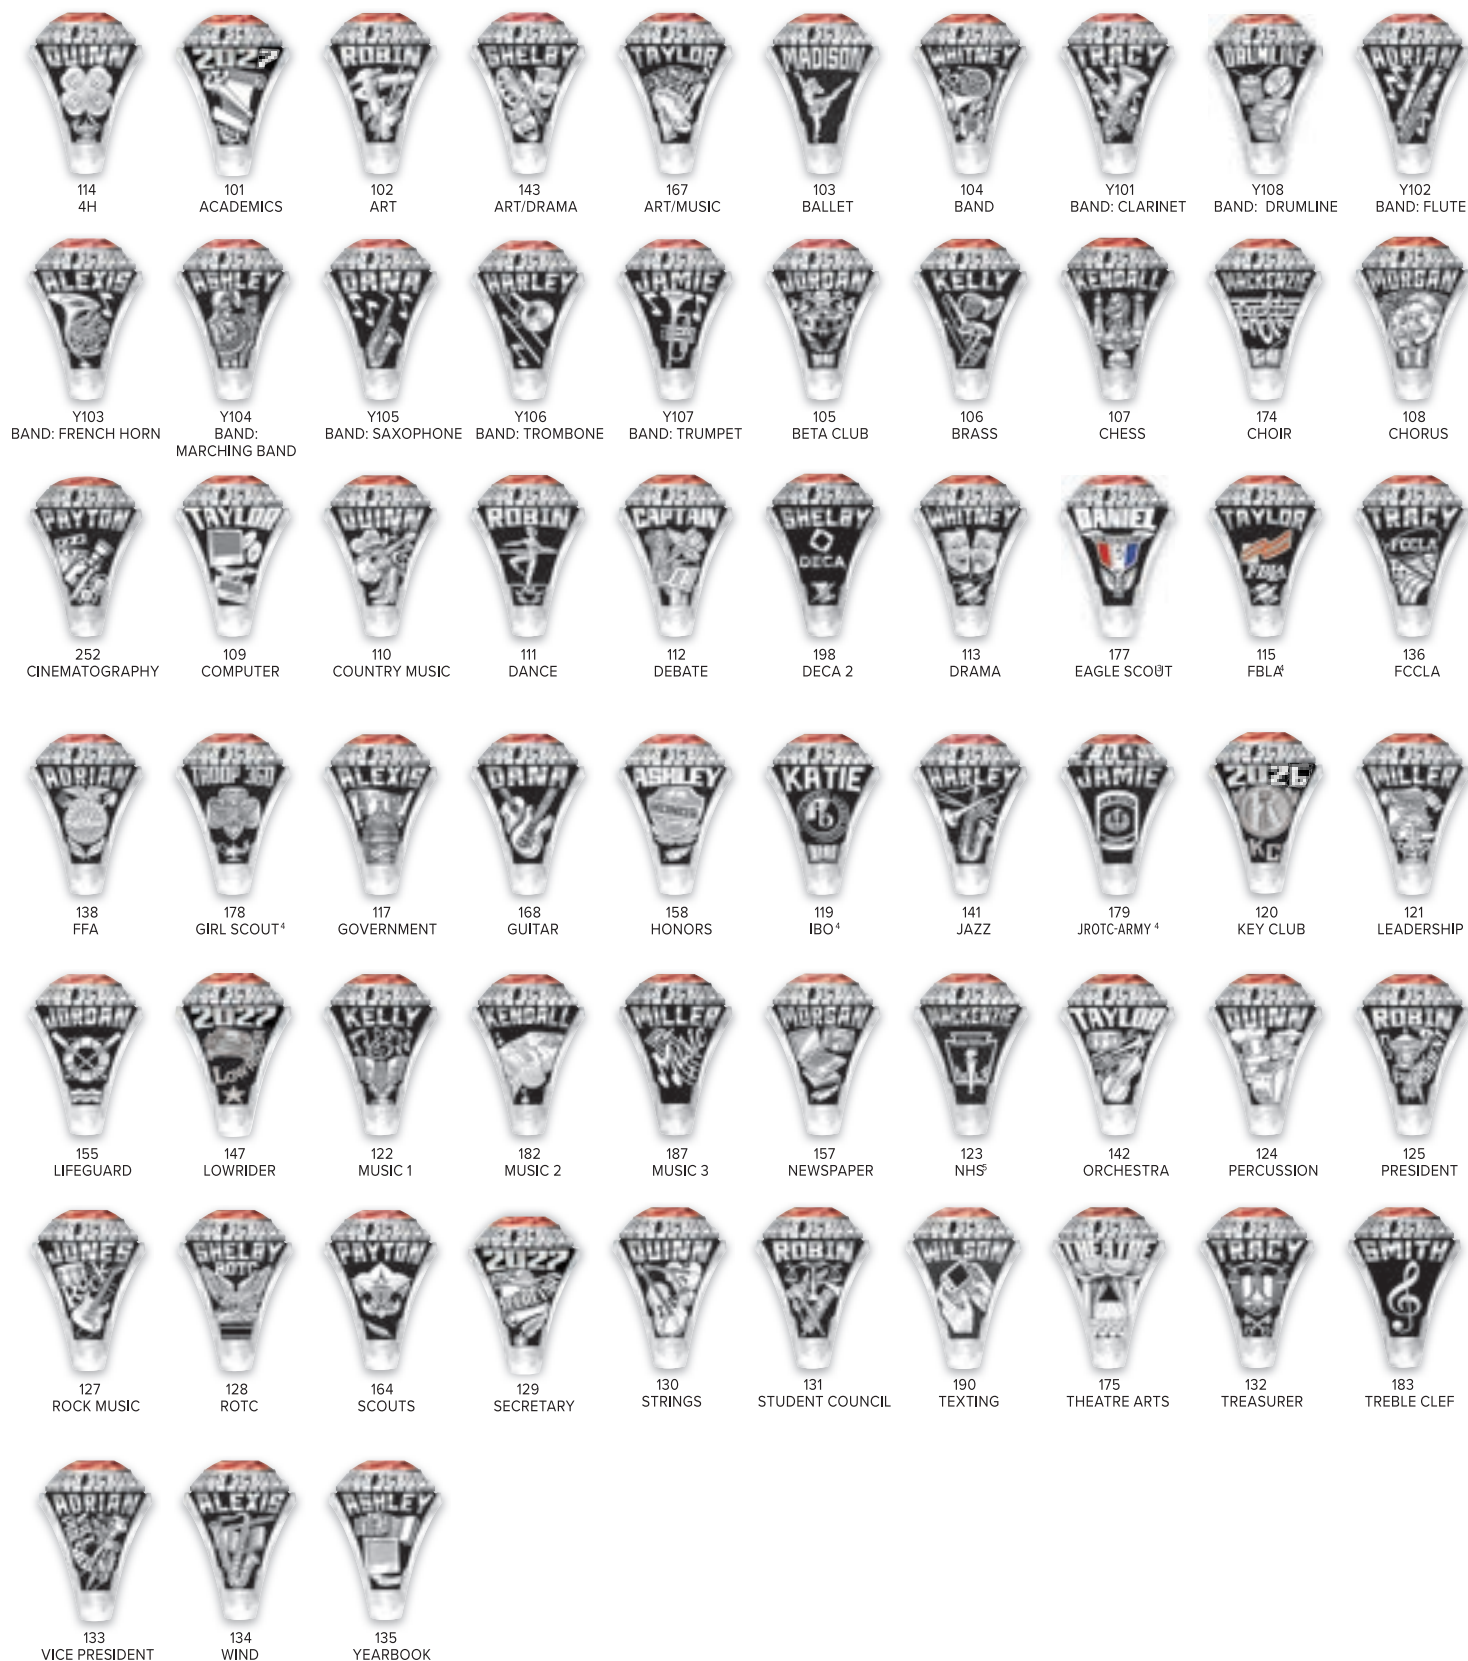 QUINN 2027 ROBIN SHELBY TAYLOR MADISON WHITNEY TRACY DRUMLINE ADRIAN
114 101 102 143 167 103 104 Y101 Y108 Y102
4H ACADEMICS ART ART/DRAMA ART/MUSIC BALLET BAND BAND: CLARINET BAND: DRUMLINE BAND: FLUTE
ALEXIS ASHLEY DANA HARLEY JAMIE JORDAN KELLY KENDALL MACKENZIE MORGAN
Y103 Y104 Y105 Y106 Y107 105 106 107 174 108
BAND: FRENCH HORN BAND: BAND: SAXOPHONE BAND: TROMBONE BAND: TRUMPET BETA CLUB BRASS CHESS CHOIR CHORUS
MARCHING BAND
PAYTON TAYLOR QUINN ROBIN CAPTAIN SHELBY WHITNEY DANIEL TAYLOR TRACY
DECA FBLA FCCLA
252 109 110 111 112 198 113 177 115 136
CINEMATOGRAPHY COMPUTER COUNTRY MUSIC DANCE DEBATE DECA 2 DRAMA EAGLE SCOUT3 FBLA4 FCCLA
ADRIAN TROOP 360 ALEXIS DANA ASHLEY KATIE HARLEY JAMIE 2026 MILLER
KC
138 178 117 168 158 119 141 179 120 121
FFA GIRL SCOUT4 GOVERNMENT GUITAR HONORS IBO4 JAZZ JROTC-ARMY4 KEY CLUB LEADERSHIP
JORDAN 2027 KELLY KENDALL MILLER MORGAN MACKENZIE TAYLOR QUINN ROBIN
155 147 122 182 187 157 123 142 124 125
LIFEGUARD LOWRIDER MUSIC 1 MUSIC 2 MUSIC 3 NEWSPAPER NHS5 ORCHESTRA PERCUSSION PRESIDENT
JONES SHELBY PAYTON 2027 QUINN ROBIN WILSON THEATRE TRACY SMITH
ROTC
127 128 164 129 130 131 190 175 132 183
ROCK MUSIC ROTC SCOUTS SECRETARY STRINGS STUDENT COUNCIL TEXTING THEATRE ARTS TREASURER TREBLE CLEF
ADRIAN ALEXIS ASHLEY
133 134 135
VICE PRESIDENT WIND YEARBOOK